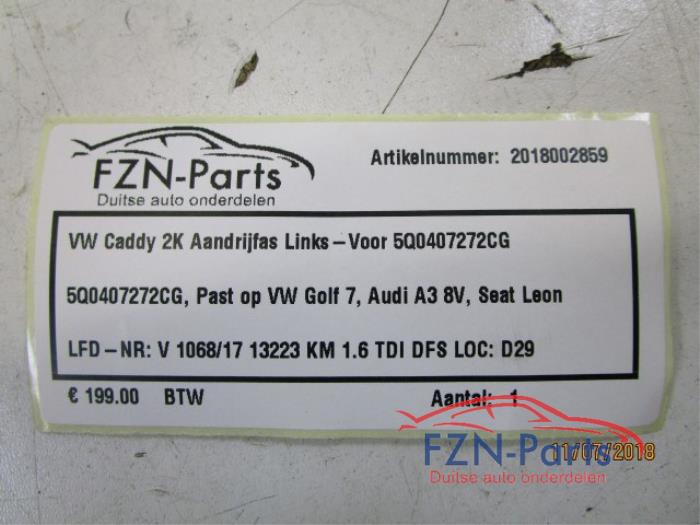 FZN-Parts
Duitse auto onderdelen
Artikelnummer: 2018002859
VW Caddy 2K Aandrijfas Links – Voor 5Q0407272CG
5Q0407272CG, Past op VW Golf 7, Audi A3 8V, Seat Leon
LFD – NR: V 1068/17 13223 KM 1.6 TDI DFS LOC: D29
€ 199.00 BTW Aantal: 1
FZN-Parts
11/07/2018
Duitse auto onderdelen